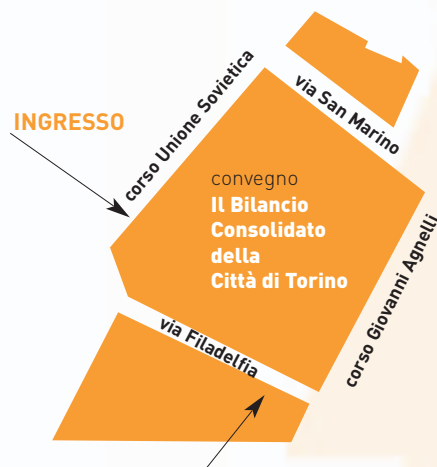 INGRESSO
corso Unione Sovietica
via San Marino
convegno
Il Bilancio
Consolidato
della
Città di Torino
corso Giovanni Agnelli
via Filadelfia